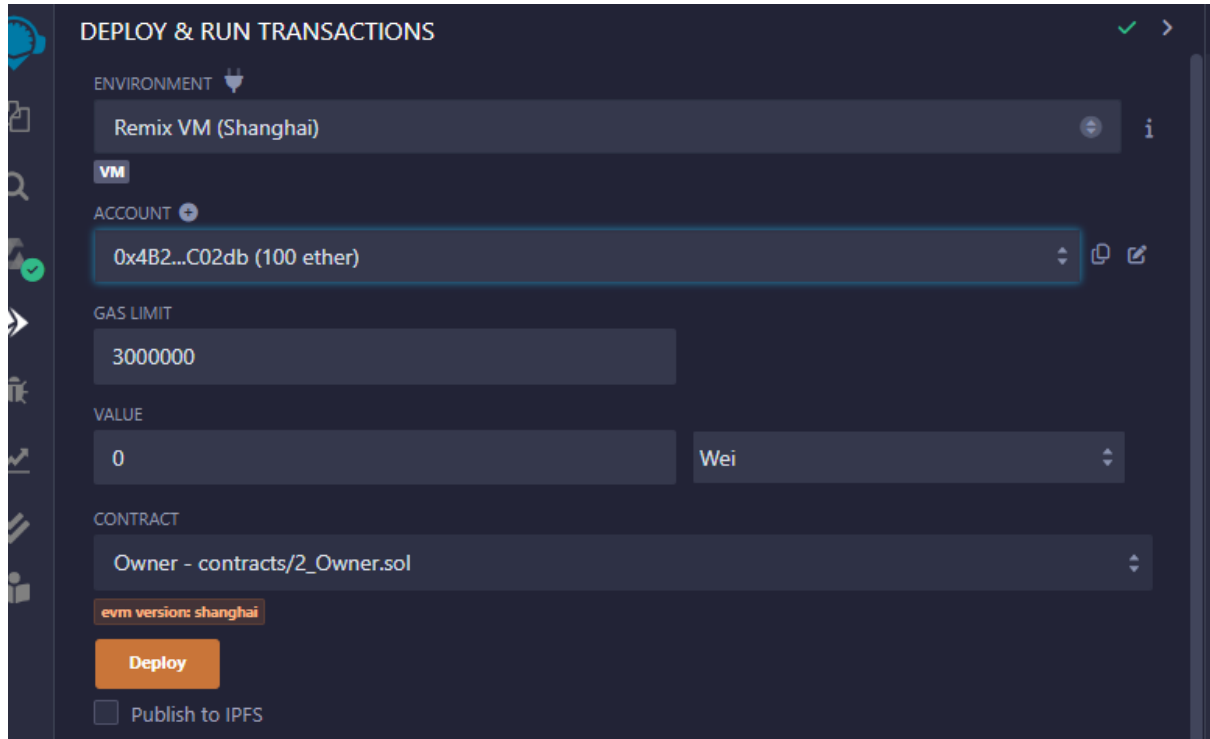 DEPLOY & RUN TRANSACTIONS
ENVIRONMENT
Remix VM (Shanghai)
i
VM
ACCOUNT
0x4B2...C02db (100 ether)
GAS LIMIT
3000000
VALUE
0
Wei
CONTRACT
Owner - contracts/2_Owner.sol
evm version: shanghai
Deploy
Publish to IPFS